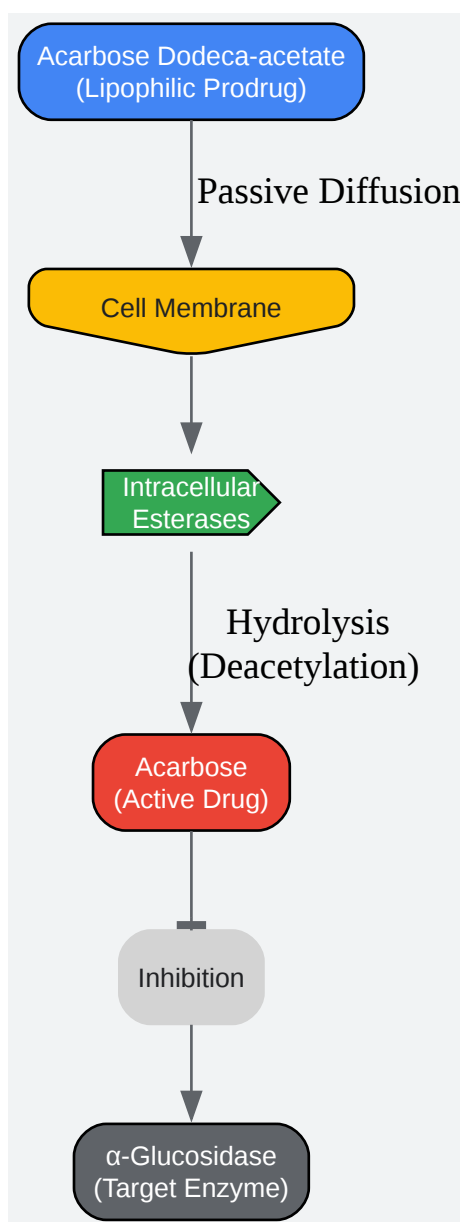 Acarbose Dodeca-acetate
(Lipophilic Prodrug)
Passive Diffusion
Cell Membrane
Intracellular
Esterases
Hydrolysis
(Deacetylation)
Acarbose
(Active Drug)
Inhibition
α-Glucosidase
(Target Enzyme)